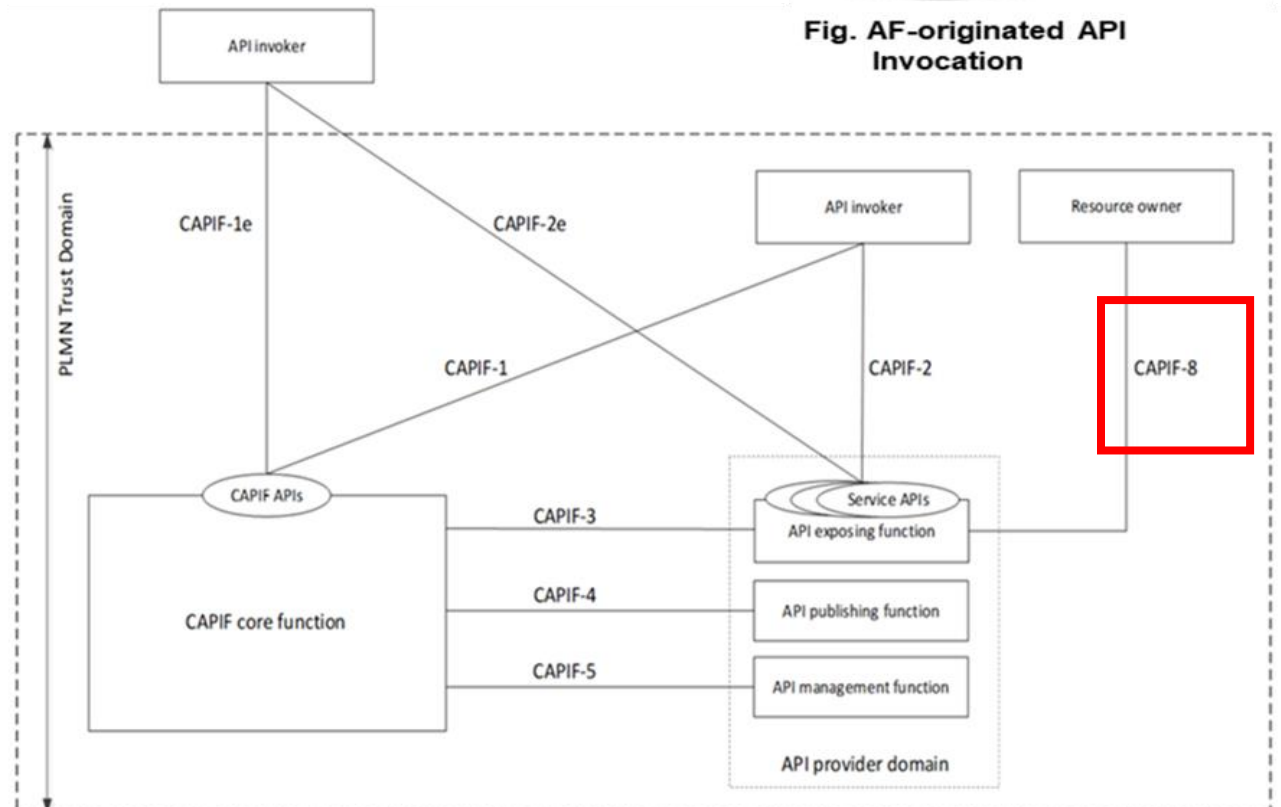 Fig. AF-originated API
Invocation
API invoker
PLMN Trust Domain
API invoker
Resource owner
CAPIF-1e
CAPIF-2e
CAPIF-1
CAPIF-2
CAPIF-8
CAPIF APIs
Service APIs
CAPIF-3
API exposing function
CAPIF-4
API publishing function
CAPIF core function
CAPIF-5
API management function
API provider domain